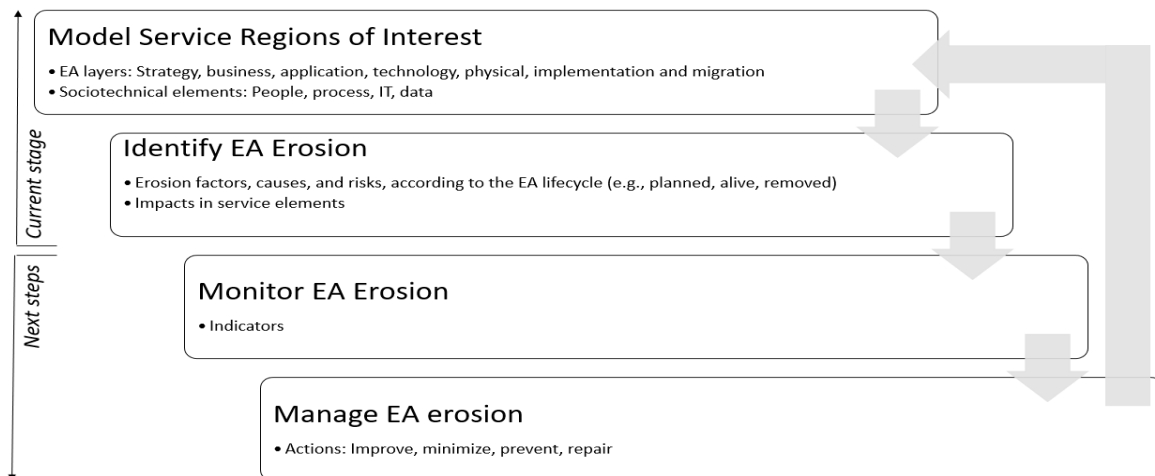 Model Service Regions of Interest
• EA layers: Strategy, business, application, technology, physical, implementation and migration
• Sociotechnical elements: People, process, IT, data
Current stage
Identify EA Erosion
• Erosion factors, causes, and risks, according to the EA lifecycle (e.g., planned, alive, removed)
• Impacts in service elements
Next steps
Monitor EA Erosion
• Indicators
Manage EA erosion
• Actions: Improve, minimize, prevent, repair